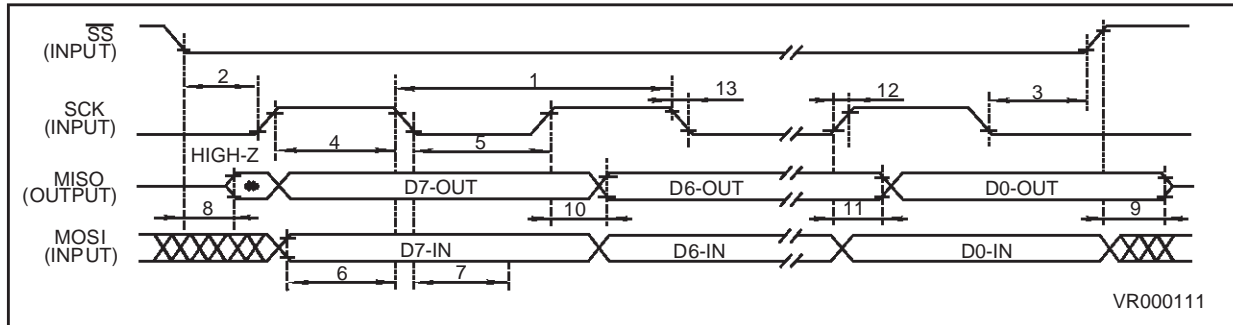 SS
(INPUT)
2
1
13
12
3
SCK
(INPUT)
4
5
HIGH-Z
MISO
(OUTPUT)
D7-OUT
D6-OUT
D0-OUT
8
10
11
9
MOSI
(INPUT)
D7-IN
D6-IN
D0-IN
6
7
VR000111